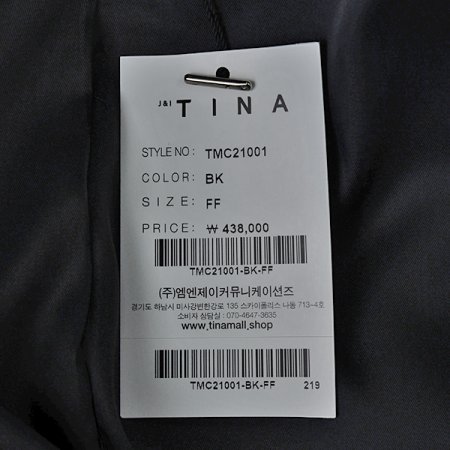 J&I TINA
STYLE NO : TMC21001
COLOR: BK
SIZE: FF
PRICE: ₩ 438,000
TMC21001-BK-FF
(주)엠엔제이커뮤니케이션즈
경기도 하남시 미사강변한강로 135 스카이폴리스 나동 713-4호
소비자 상담실 : 070-4647-3635
www.tinamall.shop
TMC21001-BK-FF 219